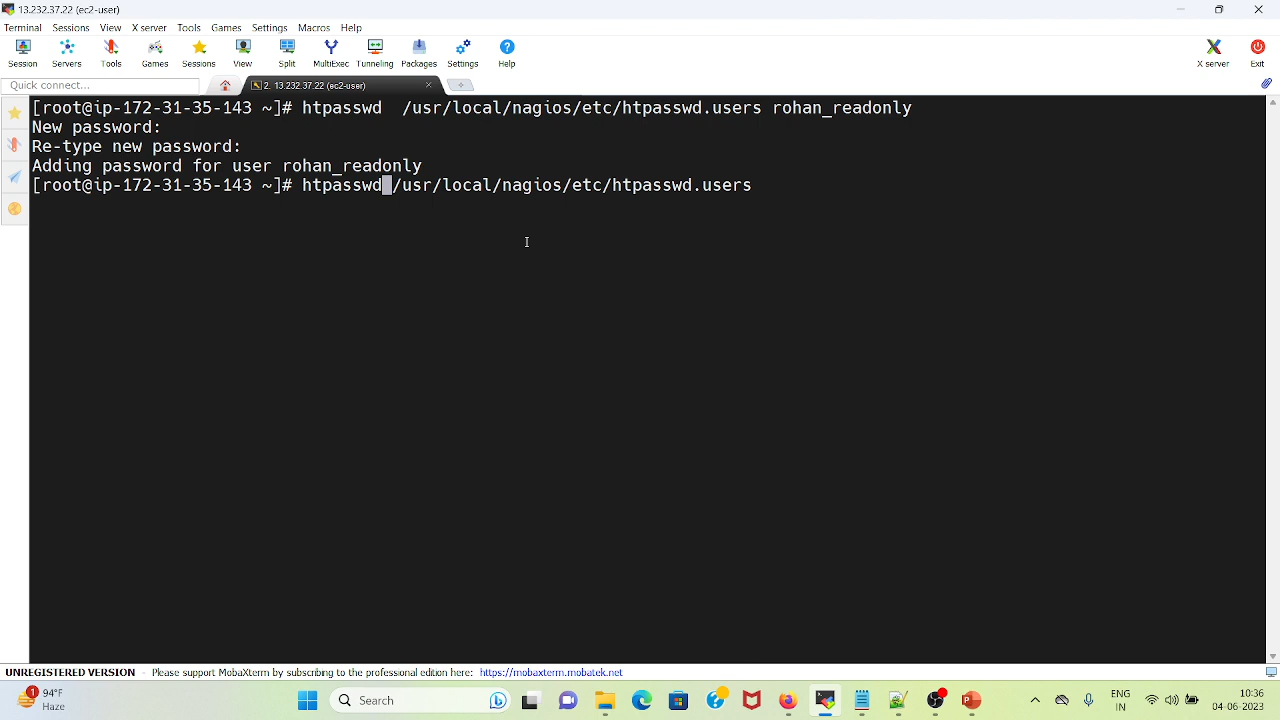 13.232.37.22 (ec2-user)
Terminal Sessions View X server Tools Games Settings Macros Help
Session Servers Tools Games Sessions View Split MultiExec Tunneling Packages Settings Help X server Exit
Quick connect... 2. 13.232.37.22 (ec2-user)
[root@ip-172-31-35-143 ~]# htpasswd  /usr/local/nagios/etc/htpasswd.users rohan_readonly
New password:
Re-type new password:
Adding password for user rohan_readonly
[root@ip-172-31-35-143 ~]# htpasswd /usr/local/nagios/etc/htpasswd.users
UNREGISTERED VERSION - Please support MobaXterm by subscribing to the professional edition here: https://mobaxterm.mobatek.net
1 94°F
Haze
Search
ENG
IN
10:36
04-06-2023